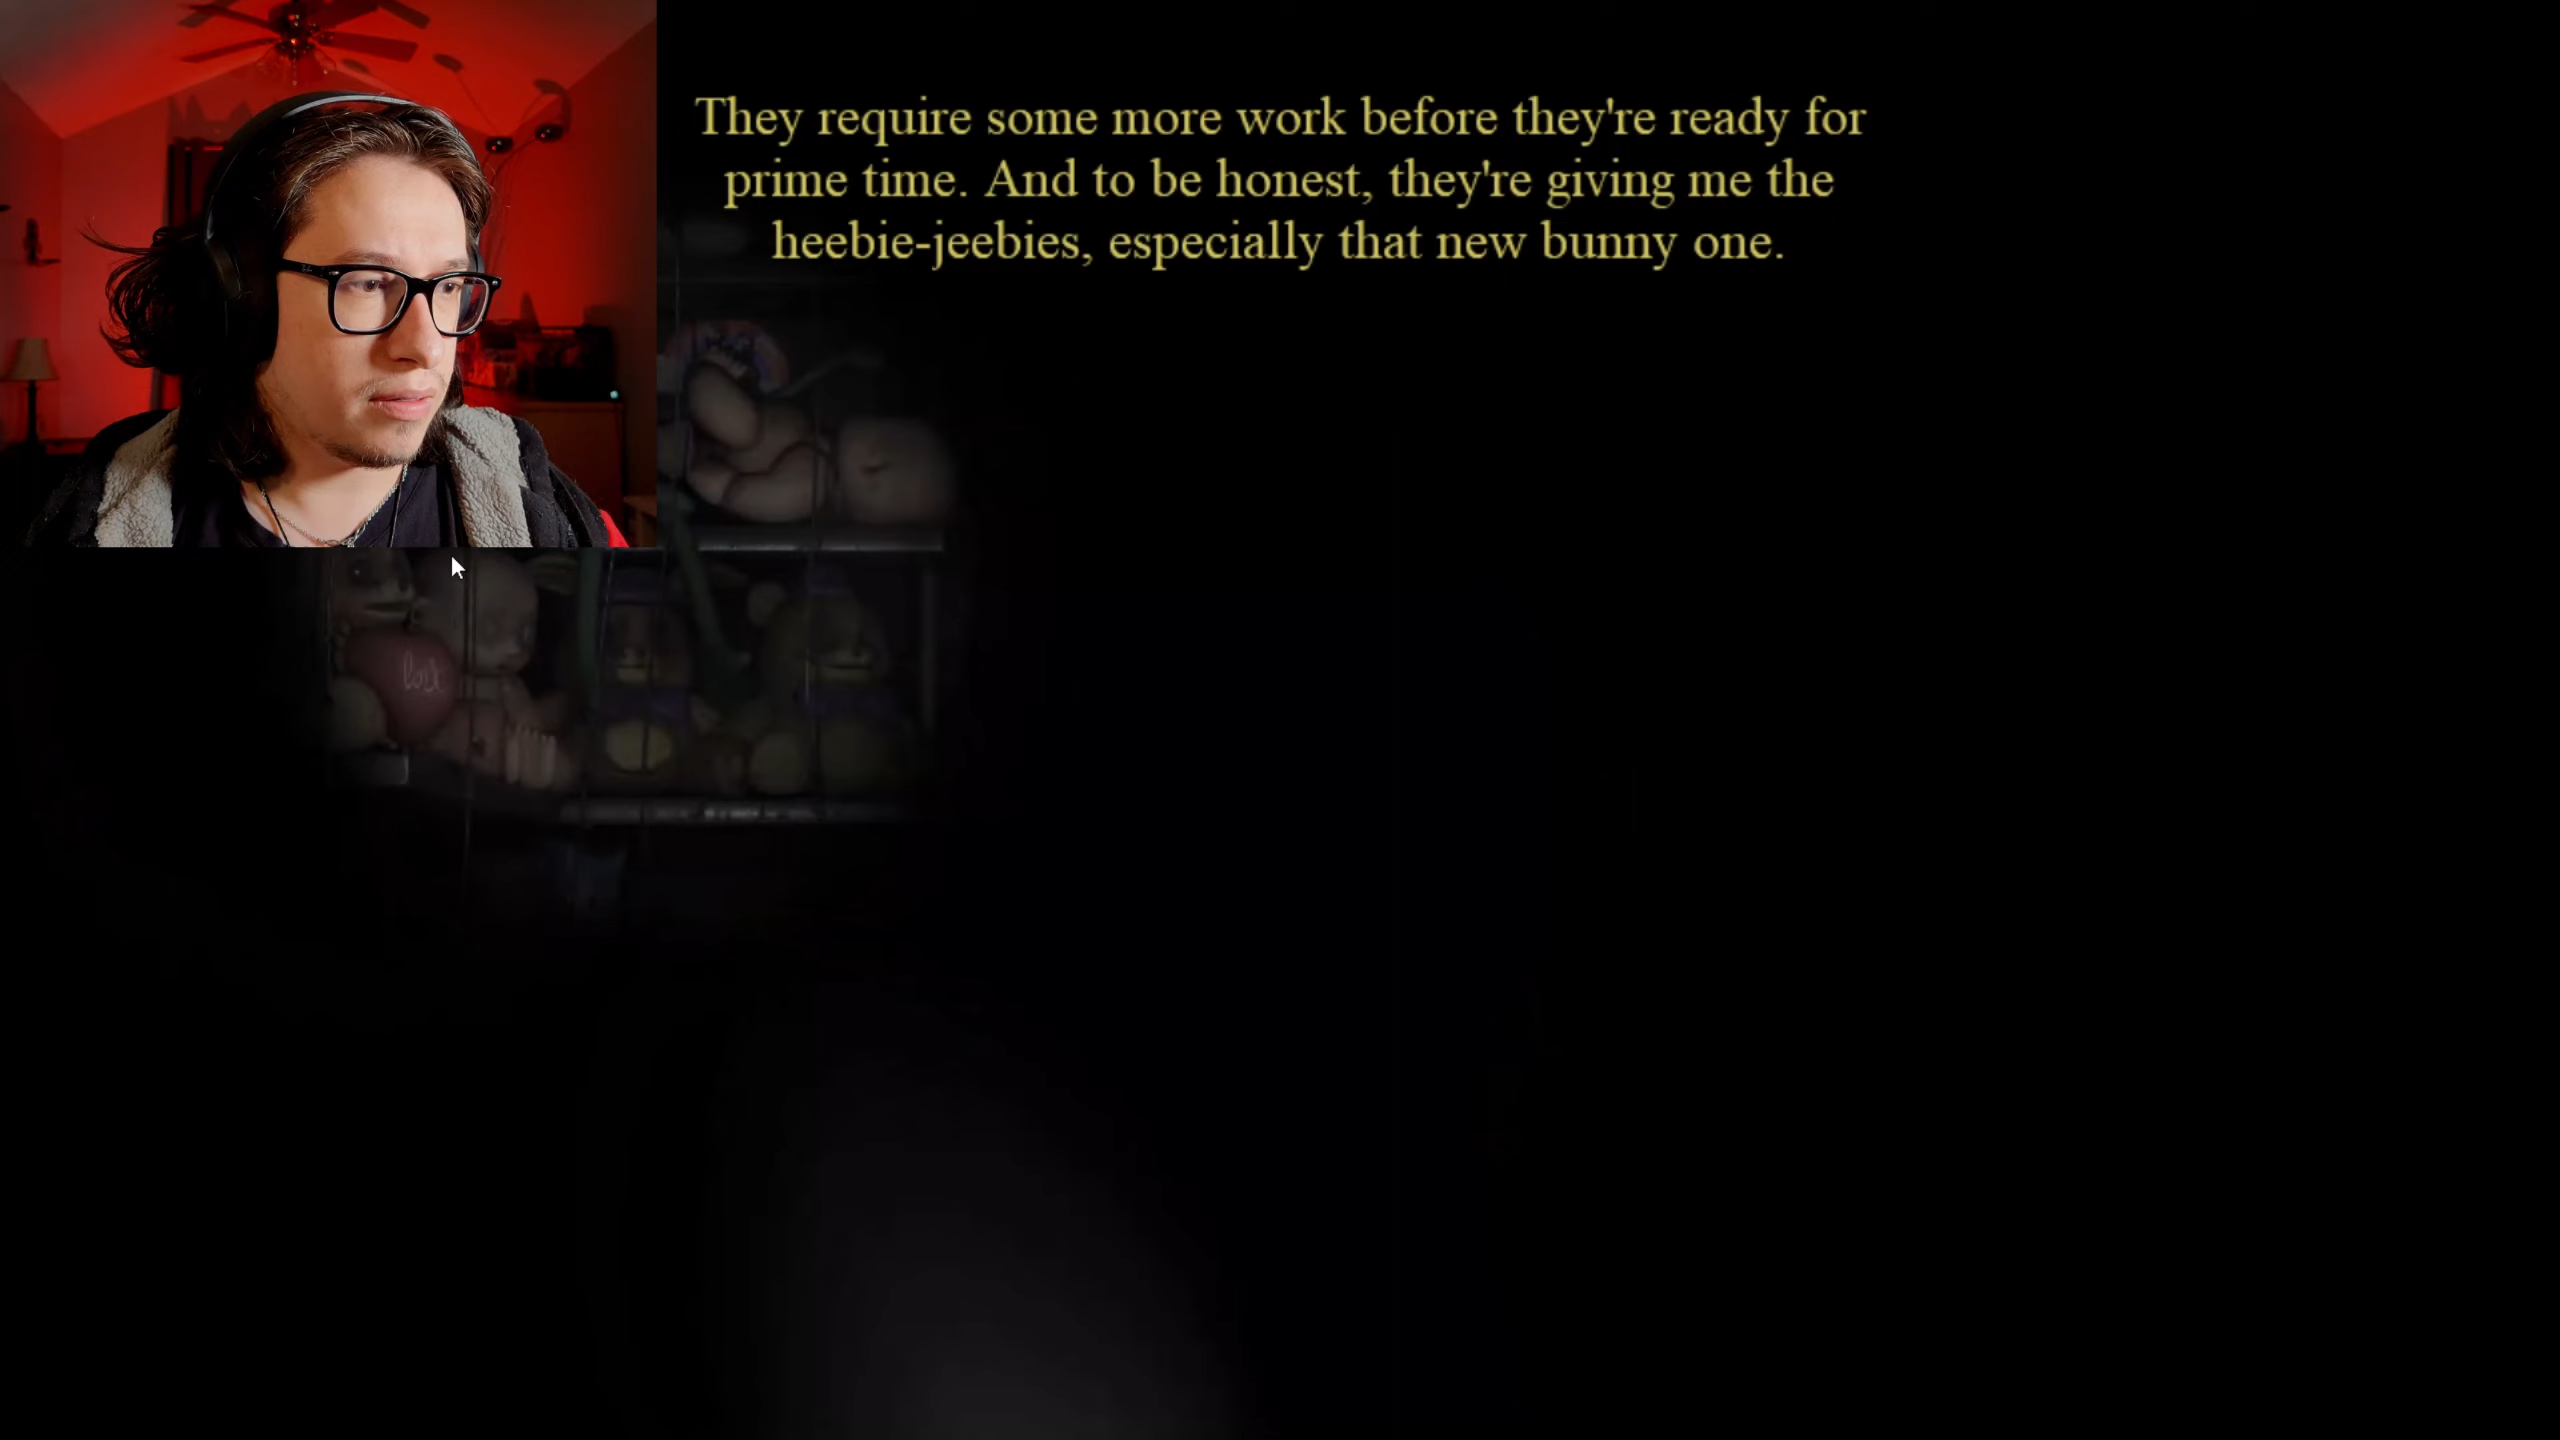 They require some more work before they're ready for
prime time. And to be honest, they're giving me the
heebie-jeebies, especially that new bunny one.
love